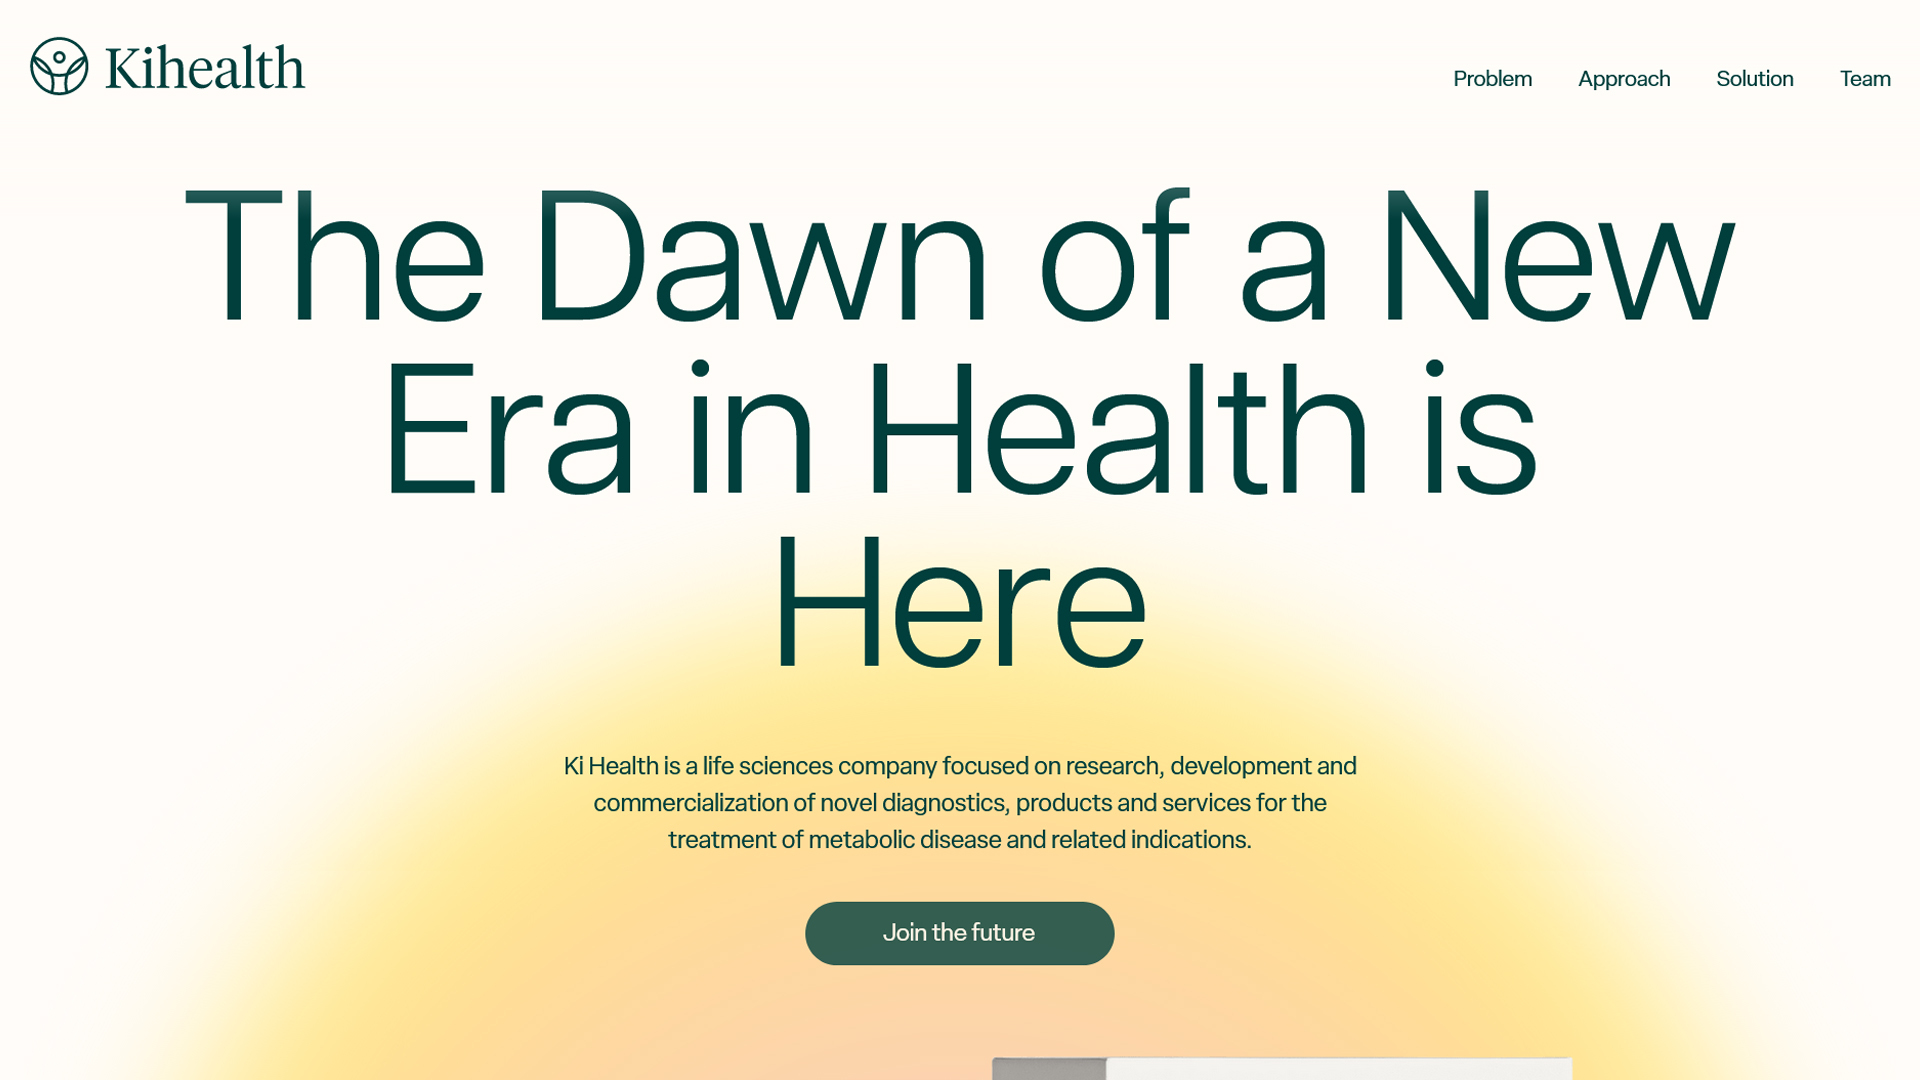 Kihealth
Problem
Approach
Solution
Team
The Dawn of a New
Era in Health is
Here
Ki Health is a life sciences company focused on research, development and
commercialization of novel diagnostics, products and services for the
treatment of metabolic disease and related indications.
Join the future